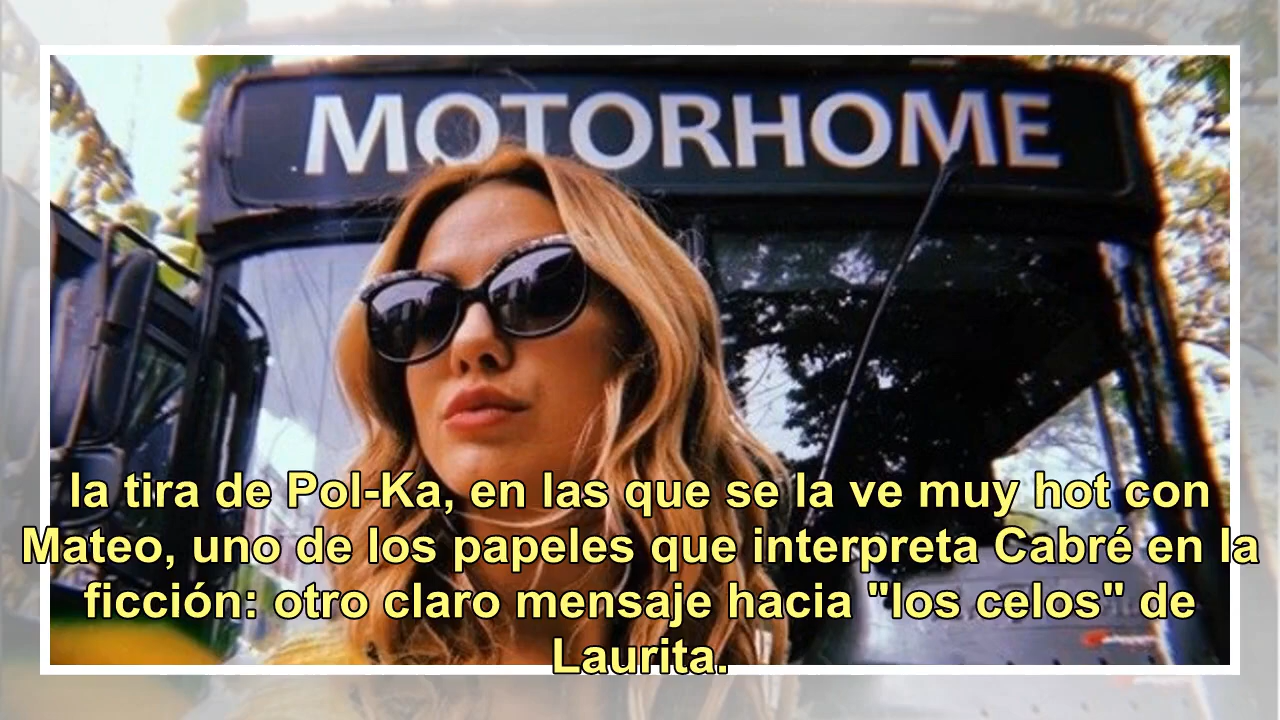 MOTORHOME
la tira de Pol-Ka, en las que se la ve muy hot con
Mateo, uno de los papeles que interpreta Cabré en la
ficción: otro claro mensaje hacia "los celos" de
Laurita.